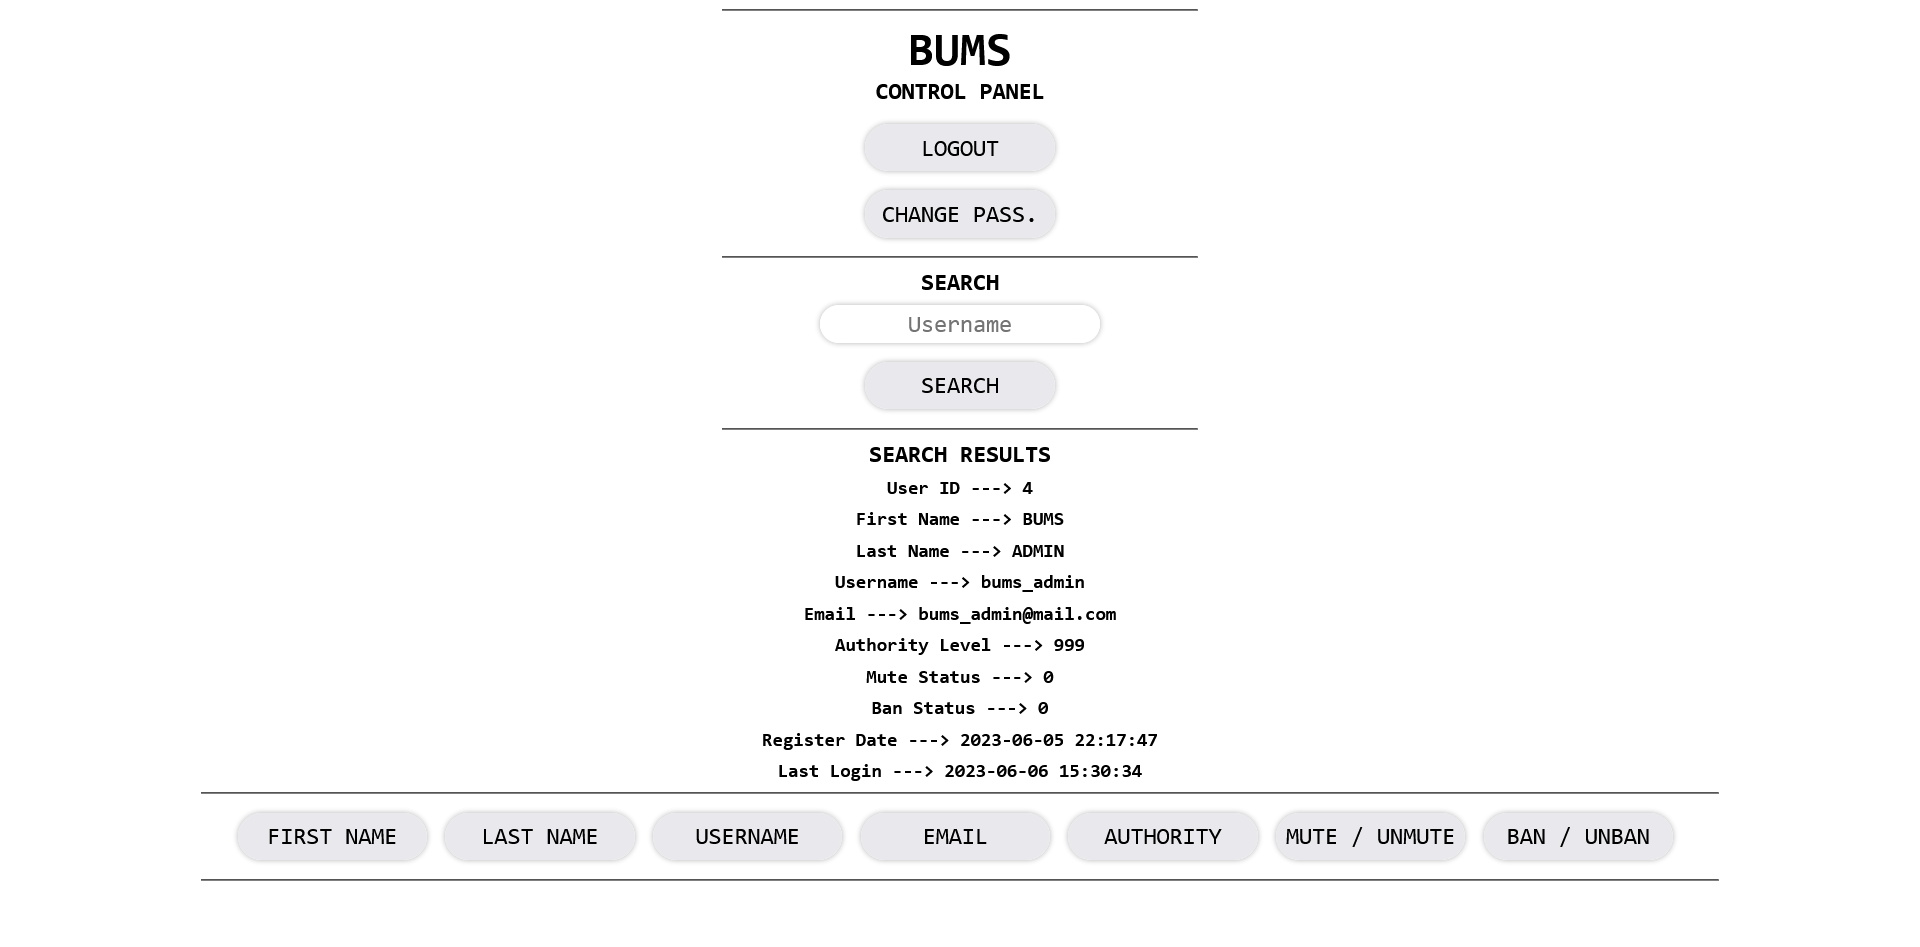 BUMS
CONTROL PANEL
LOGOUT
CHANGE PASS.
SEARCH
Username
SEARCH
SEARCH RESULTS
User ID ---> 4
First Name ---> BUMS
Last Name ---> ADMIN
Username ---> bums_admin
Email ---> bums_admin@mail.com
Authority Level ---> 999
Mute Status ---> 0
Ban Status ---> 0
Register Date ---> 2023-06-05 22:17:47
Last Login ---> 2023-06-06 15:30:34
FIRST NAME LAST NAME USERNAME EMAIL AUTHORITY MUTE / UNMUTE BAN / UNBAN